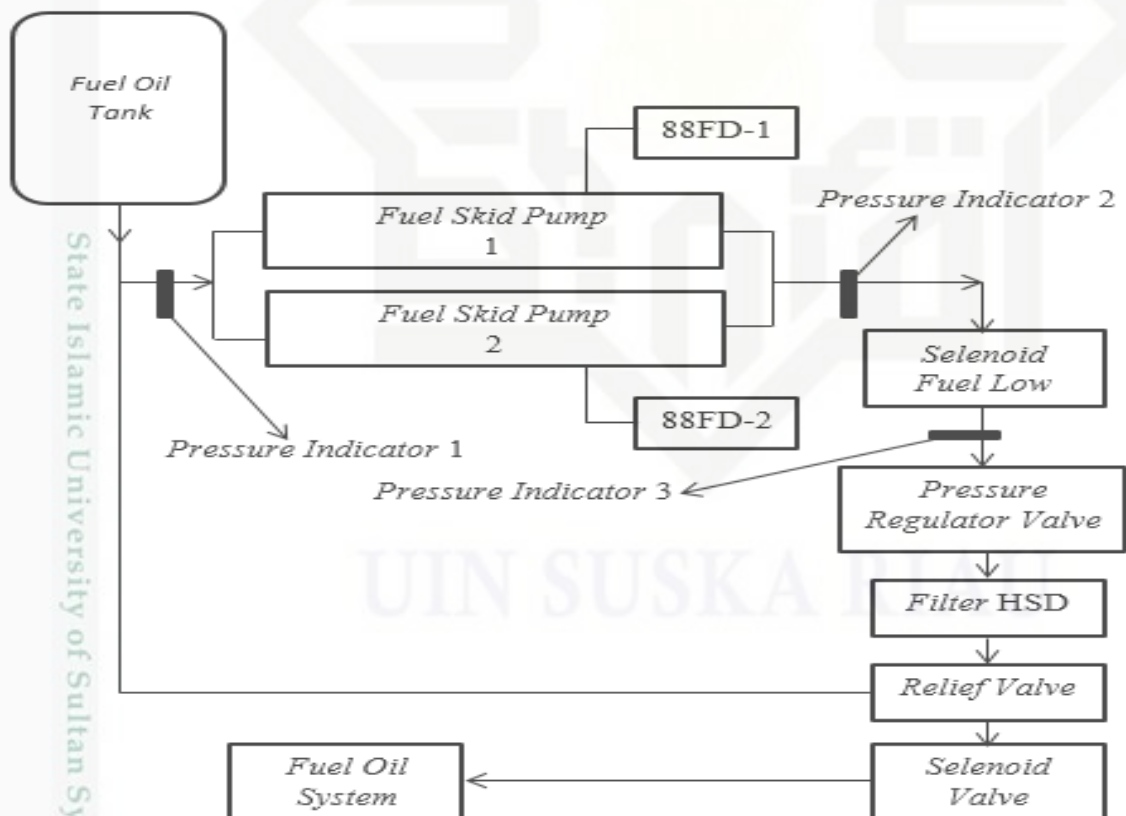 Fuel Oil
Tank
88FD-1
Pressure Indicator 2
Fuel Skid Pump
1
Fuel Skid Pump
2
Selenoid
Fuel Low
88FD-2
Pressure Indicator 1
Pressure Indicator 3
Pressure
Regulator Valve
Filter HSD
Relief Valve
Fuel Oil
System
Selenoid
Valve
UIN SUSKA RIAU
State Islamic University of Sultan Sy